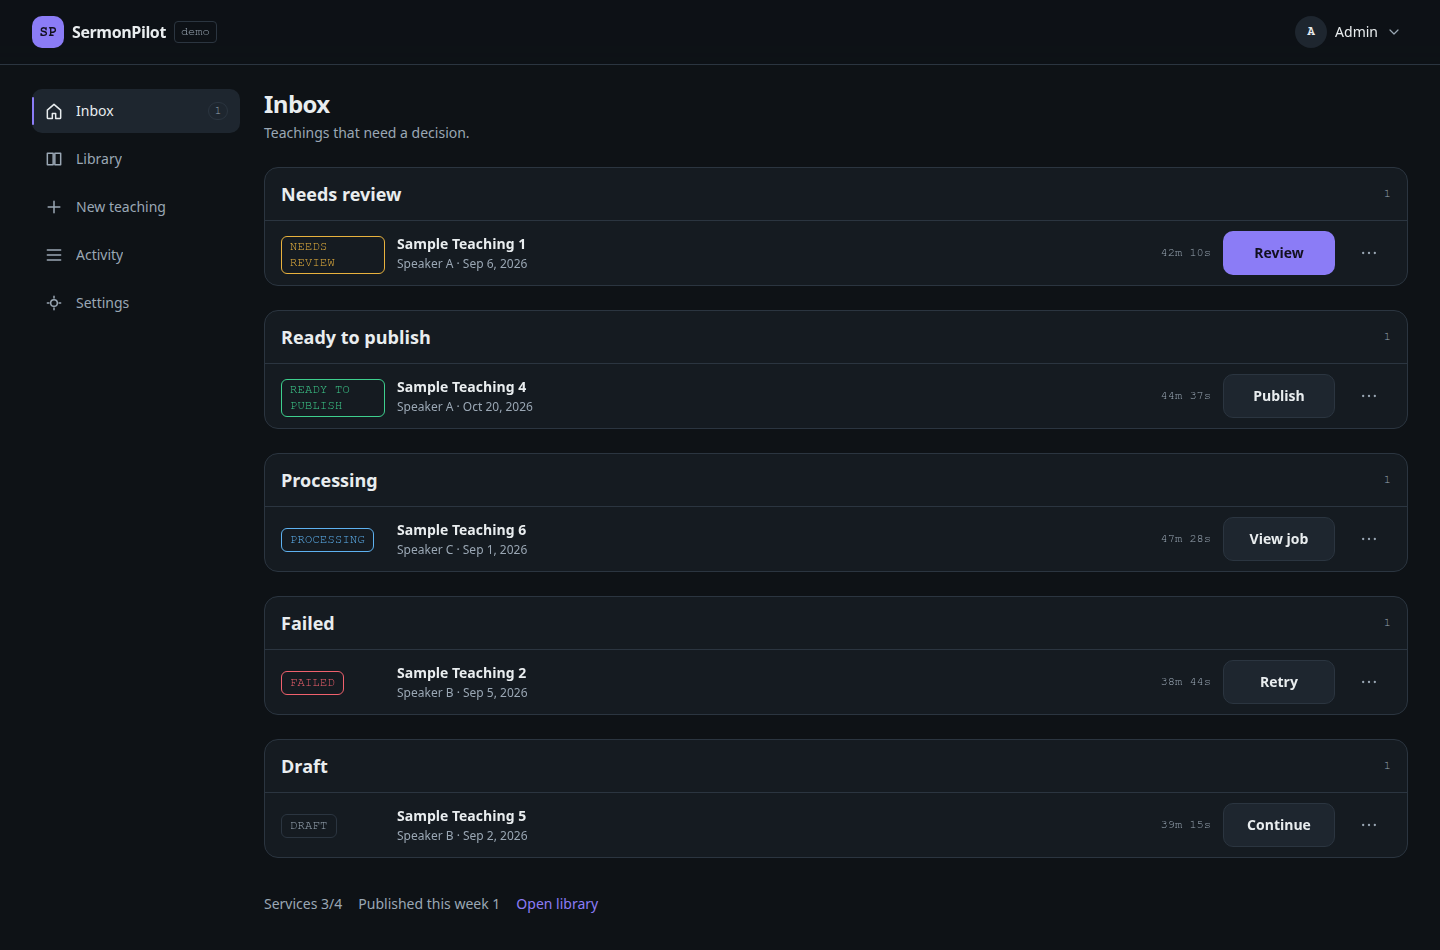 SP SermonPilot demo
A Admin
Inbox 1
Library
New teaching
Activity
Settings
Inbox
Teachings that need a decision.
Needs review 1
NEEDS
REVIEW
Sample Teaching 1
Speaker A · Sep 6, 2026
42m 10s
Review
...
Ready to publish 1
READY TO
PUBLISH
Sample Teaching 4
Speaker A · Oct 20, 2026
44m 37s
Publish
...
Processing 1
PROCESSING
Sample Teaching 6
Speaker C · Sep 1, 2026
47m 28s
View job
...
Failed 1
FAILED
Sample Teaching 2
Speaker B · Sep 5, 2026
38m 44s
Retry
...
Draft 1
DRAFT
Sample Teaching 5
Speaker B · Sep 2, 2026
39m 15s
Continue
...
Services 3/4 Published this week 1 Open library